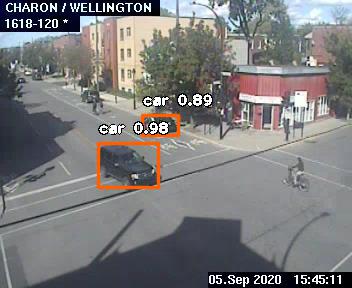 CHARON / WELLINGTON
1618-120 *
car 0.89
car 0.98
05.Sep 2020 15:45:11